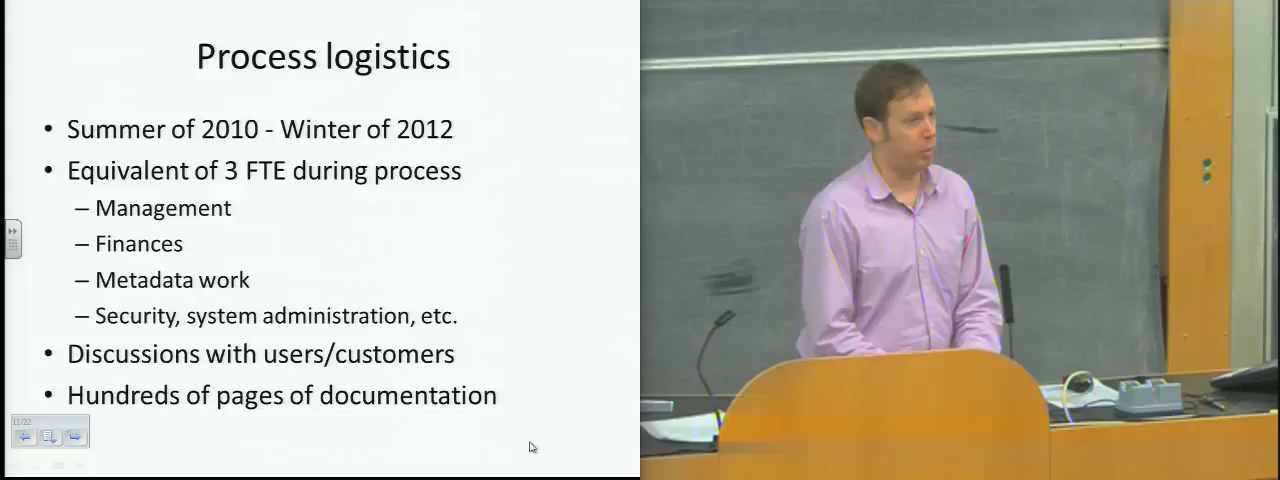 Process logistics
• Summer of 2010 - Winter of 2012
• Equivalent of 3 FTE during process
– Management
– Finances
– Metadata work
– Security, system administration, etc.
• Discussions with users/customers
• Hundreds of pages of documentation
11/22